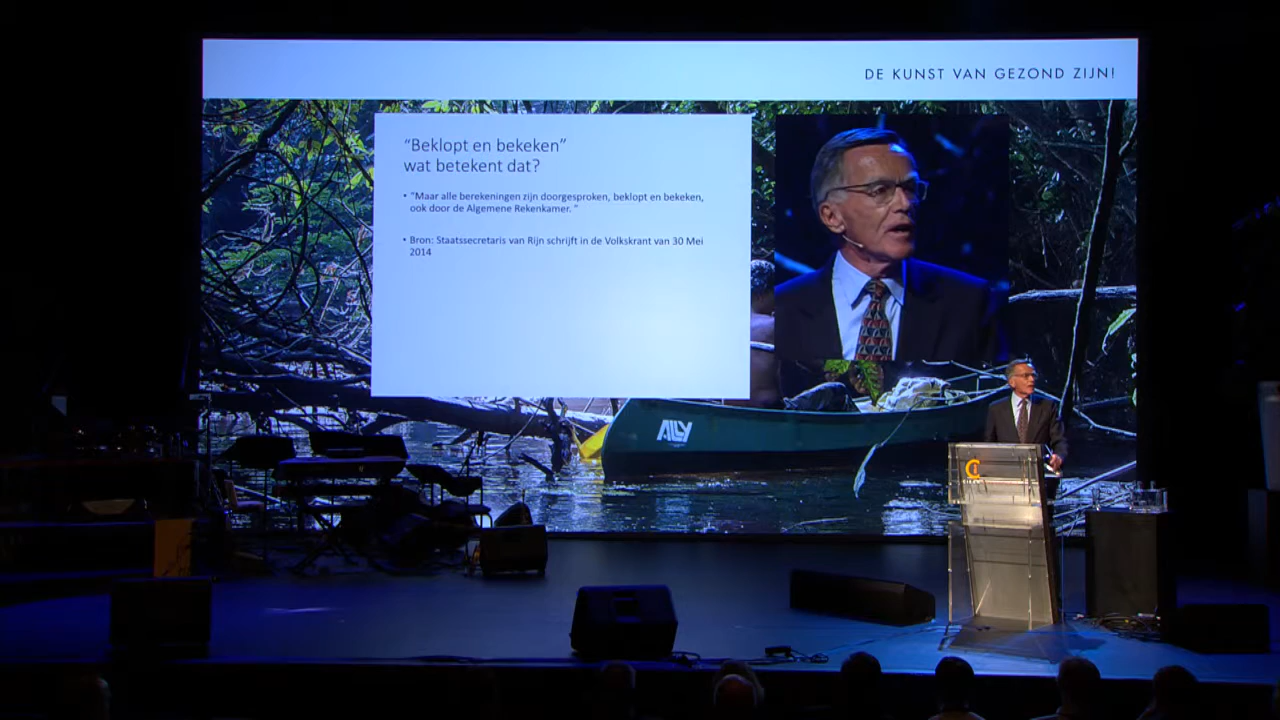 DE KUNST VAN GEZOND ZIJN!
“Beklopt en bekeken”
wat betekent dat?
• “Maar alle berekeningen zijn doorgesproken, beklopt en bekeken,
ook door de Algemene Rekenkamer. ”
• Bron: Staatssecretaris van Rijn schrijft in de Volkskrant van 30 Mei
2014
ALLY